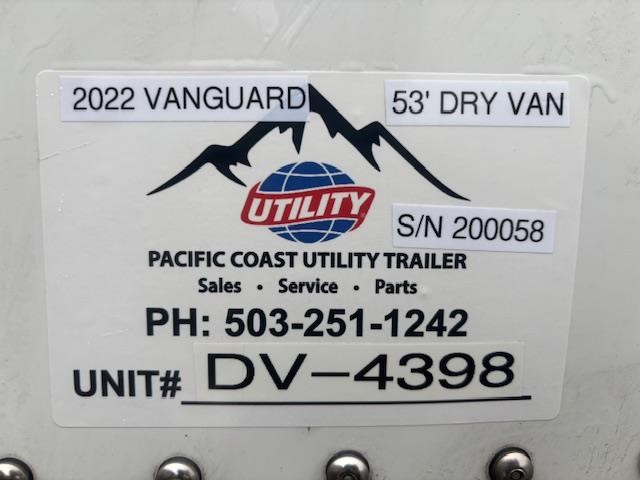 2022 VANGUARD
53' DRY VAN
UTILITY
S/N 200058
PACIFIC COAST UTILITY TRAILER
Sales • Service • Parts
PH: 503-251-1242
UNIT# DV-4398